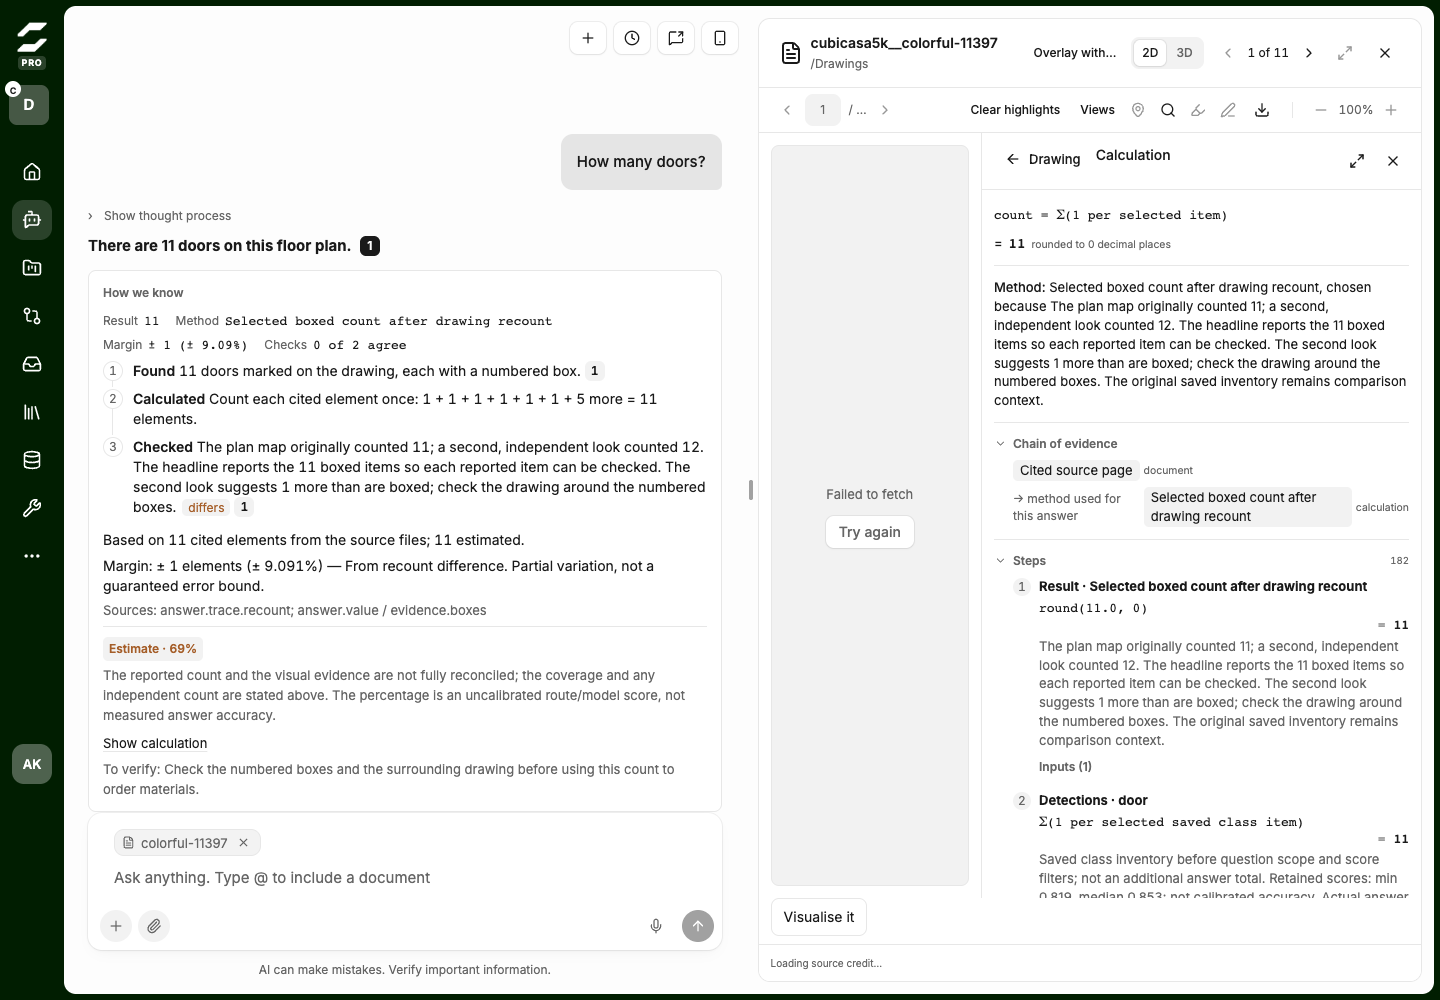 PRO
C
D
AK
How many doors?
Show thought process
There are 11 doors on this floor plan. 1
How we know
Result 11 Method Selected boxed count after drawing recount
Margin ± 1 (± 9.09%) Checks 0 of 2 agree
1 Found 11 doors marked on the drawing, each with a numbered box. 1
2 Calculated Count each cited element once: 1 + 1 + 1 + 1 + 1 + 1 + 5 more = 11
elements.
3 Checked The plan map originally counted 11; a second, independent look counted 12.
The headline reports the 11 boxed items so each reported item can be checked. The
second look suggests 1 more than are boxed; check the drawing around the numbered
boxes. differs 1
Based on 11 cited elements from the source files; 11 estimated.
Margin: ± 1 elements (± 9.091%) — From recount difference. Partial variation, not a
guaranteed error bound.
Sources: answer.trace.recount; answer.value / evidence.boxes
Estimate · 69%
The reported count and the visual evidence are not fully reconciled; the coverage and any
independent count are stated above. The percentage is an uncalibrated route/model score, not
measured answer accuracy.
Show calculation
To verify: Check the numbered boxes and the surrounding drawing before using this count to
order materials.
colorful-11397
Ask anything. Type @ to include a document
AI can make mistakes. Verify important information.
cubicasa5k__colorful-11397
/Drawings
Overlay with... 2D 3D 1 of 11
1 / ... Clear highlights Views 100%
Failed to fetch
Try again
Visualise it
Loading source credit...
Drawing Calculation
count = Σ(1 per selected item)
= 11 rounded to 0 decimal places
Method: Selected boxed count after drawing recount, chosen
because The plan map originally counted 11; a second,
independent look counted 12. The headline reports the 11 boxed
items so each reported item can be checked. The second look
suggests 1 more than are boxed; check the drawing around the
numbered boxes. The original saved inventory remains comparison
context.
Chain of evidence
Cited source page document
→ method used for
this answer
Selected boxed count after
drawing recount
calculation
Steps 182
1 Result · Selected boxed count after drawing recount
round(11.0, 0)
= 11
The plan map originally counted 11; a second, independent
look counted 12. The headline reports the 11 boxed items so
each reported item can be checked. The second look
suggests 1 more than are boxed; check the drawing around
the numbered boxes. The original saved inventory remains
comparison context.
Inputs (1)
2 Detections · door
Σ(1 per selected saved class item)
= 11
Saved class inventory before question scope and score
filters; not an additional answer total. Retained scores: min
0.819, median 0.853; not calibrated accuracy. Actual answer